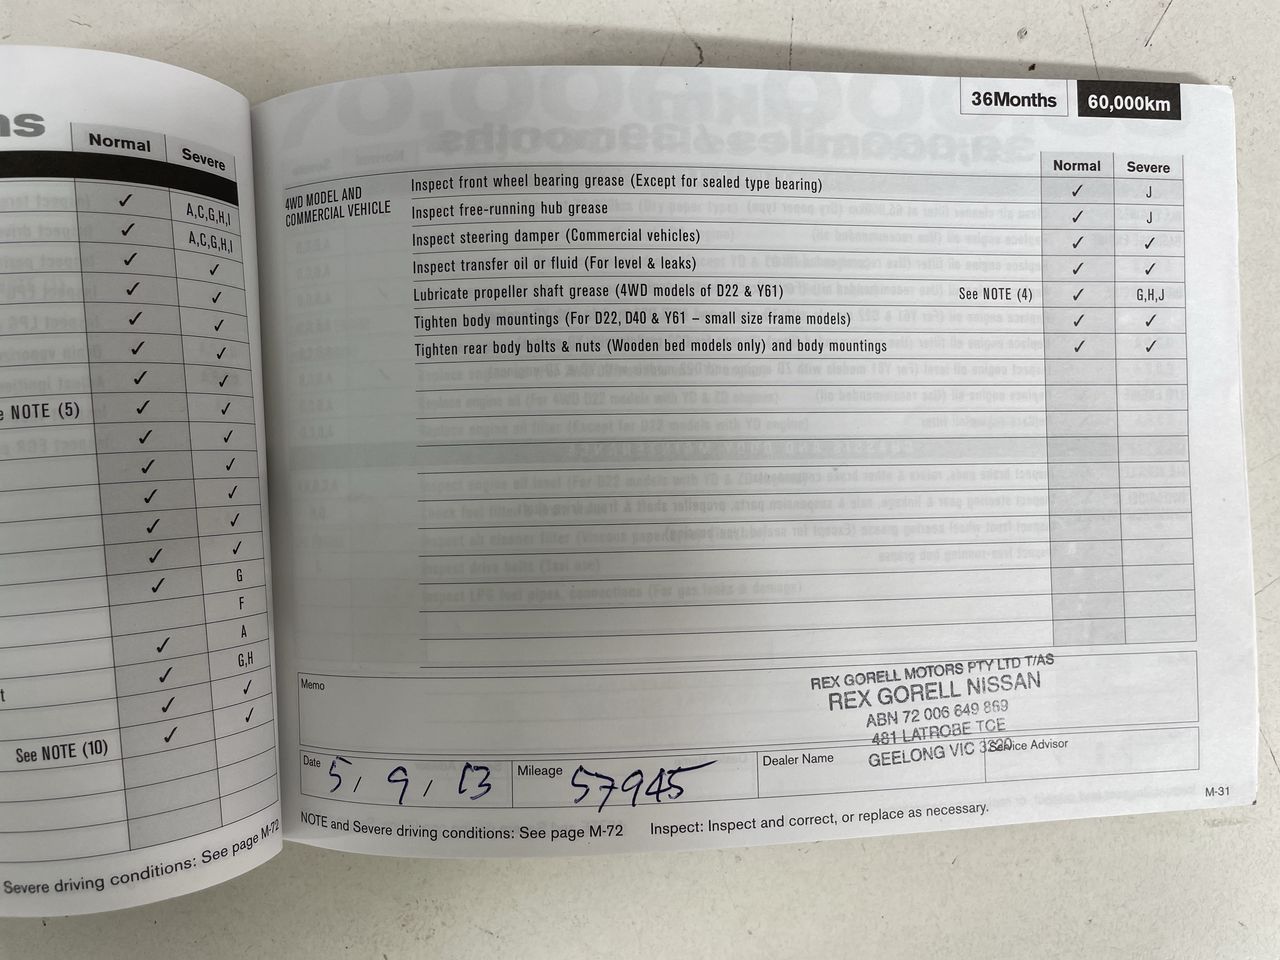 ns
Normal Severe
✓ A,C,G,H,I
✓ A,C,G,H,I
✓ ✓
✓ ✓
✓ ✓
✓ ✓
✓ ✓
e NOTE (5) ✓ ✓
✓ ✓
✓ ✓
✓ ✓
✓ ✓
✓ ✓
✓ G
F
✓ A
t ✓ G,H
✓ ✓
See NOTE (10) ✓ ✓
Severe driving conditions: See page M-72
36Months 60,000km
Normal Severe
4WD MODEL AND
COMMERCIAL VEHICLE
Inspect front wheel bearing grease (Except for sealed type bearing) ✓ J
Inspect free-running hub grease ✓ J
Inspect steering damper (Commercial vehicles) ✓ ✓
Inspect transfer oil or fluid (For level & leaks) ✓ ✓
Lubricate propeller shaft grease (4WD models of D22 & Y61) See NOTE (4) ✓ G,H,J
Tighten body mountings (For D22, D40 & Y61 – small size frame models) ✓ ✓
Tighten rear body bolts & nuts (Wooden bed models only) and body mountings ✓ ✓
Memo
REX GORELL MOTORS PTY LTD T/AS
REX GORELL NISSAN
ABN 72 006 649 869
481 LATROBE TCE
GEELONG VIC 3220
Date 5, 9, 13 Mileage 57945 Dealer Name Service Advisor
NOTE and Severe driving conditions: See page M-72 Inspect: Inspect and correct, or replace as necessary.
M-31